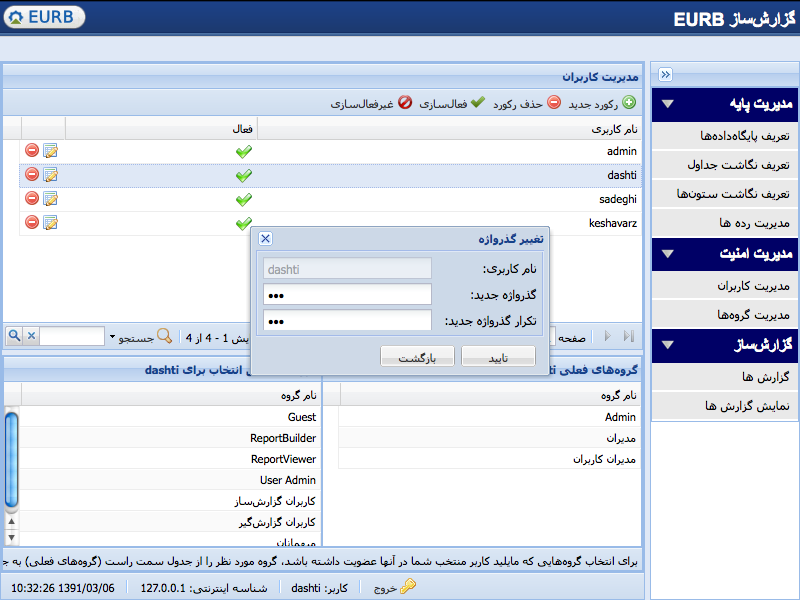 گزارش‌ساز EURB
EURB
مدیریت پایه
تعریف پایگاه‌داده‌ها
تعریف نگاشت جداول
تعریف نگاشت ستون‌ها
مدیریت رده ها
مدیریت امنیت
مدیریت کاربران
مدیریت گروه‌ها
گزارش‌ساز
گزارش ها
نمایش گزارش ها
مدیریت کاربران
رکورد جدید حذف رکورد فعال‌سازی غیرفعال‌سازی
نام کاربری فعال
admin
dashti
sadeghi
keshavarz
تغییر گذرواژه
نام کاربری: dashti
گذرواژه جدید: •••
تکرار گذرواژه جدید: •••
تایید بازگشت
صفحه 1 - 4 از 4 جستجو
گروه‌های فعلی
نام گروه
Admin
مدیران
مدیران کاربران
انتخاب برای dashti
نام گروه
Guest
ReportBuilder
ReportViewer
User Admin
کاربران گزارش‌ساز
کاربران گزارش‌گیر
برای انتخاب گروه‌هایی که مایلید کاربر منتخب شما در آنها عضویت داشته باشد، گروه مورد نظر را از جدول سمت راست (گروه‌های فعلی) به
خروج کاربر: dashti شناسه اینترنتی: 127.0.0.1 1391/03/06 10:32:26